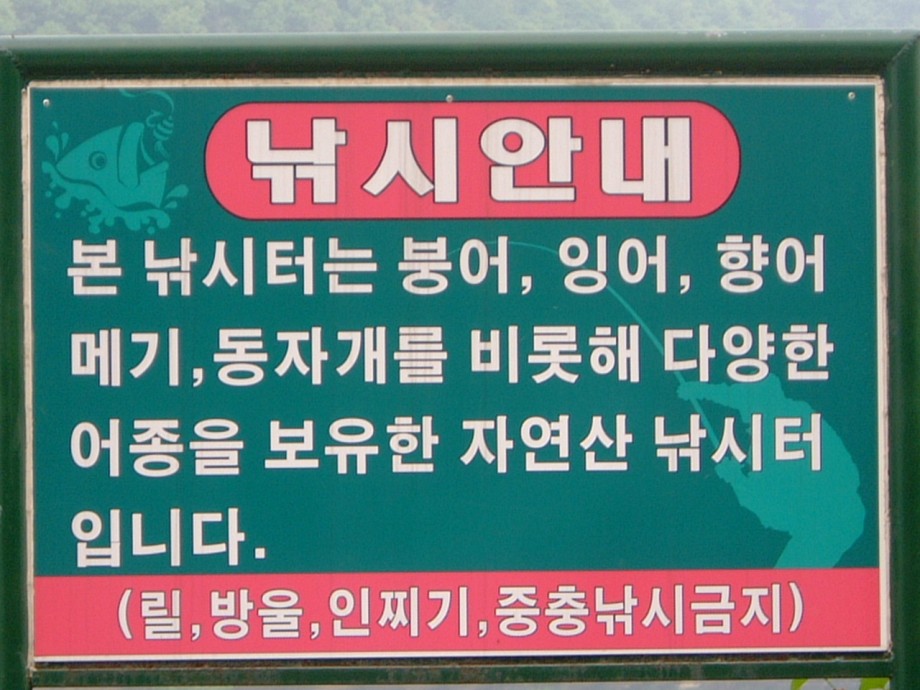 낚시안내
본 낚시터는 붕어, 잉어, 향어
메기,동자개를 비롯해 다양한
어종을 보유한 자연산 낚시터
입니다.
(릴,방울,인찌기,중층낚시금지)